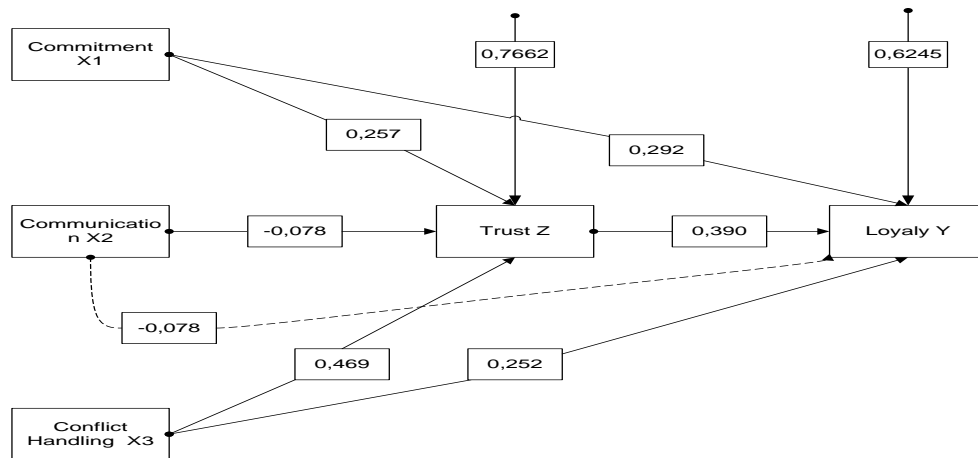 Commitment
X1
0,7662
0,6245
0,257
0,292
Communicatio
n X2
-0,078
Trust Z
0,390
Loyaly Y
-0,078
0,469
0,252
Conflict
Handling X3